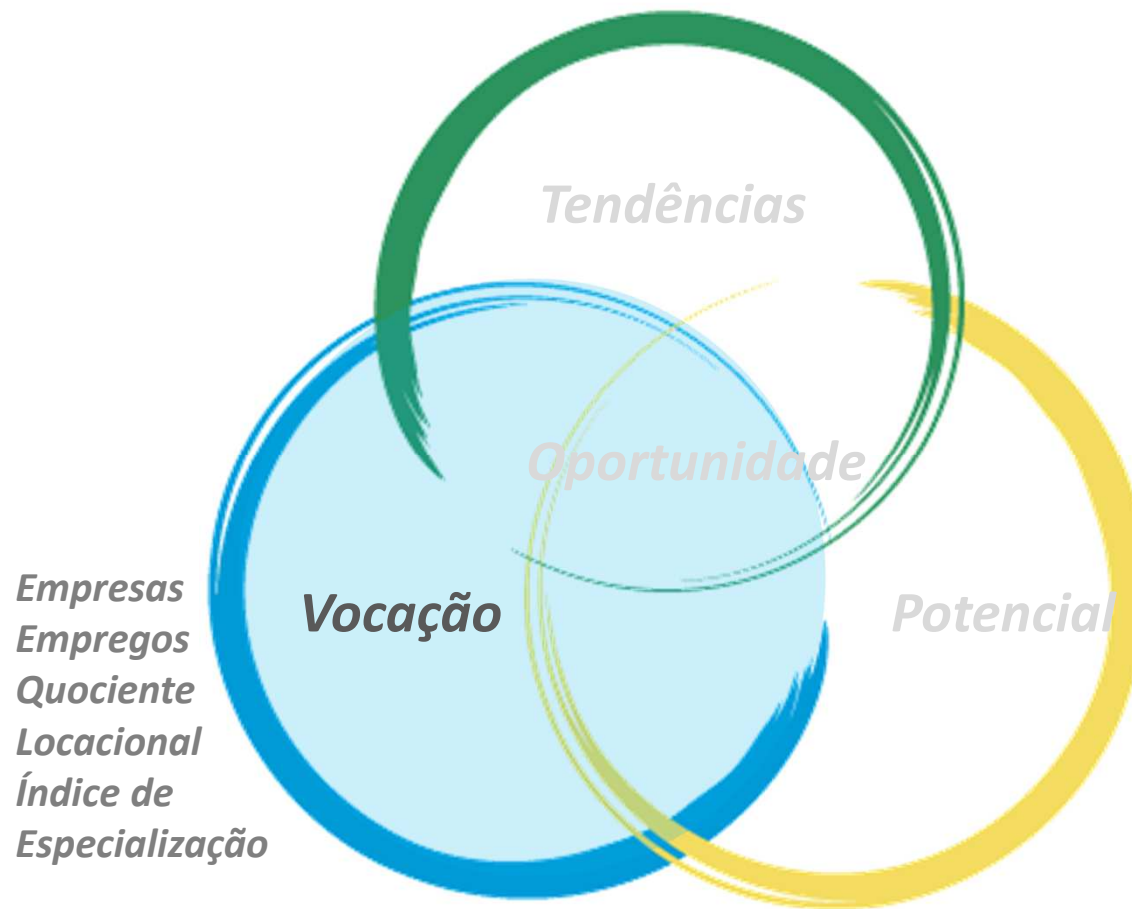 Tendências
Oportunidade
Vocação
Potencial
Empresas
Empregos
Quociente
Locacional
Índice de
Especialização